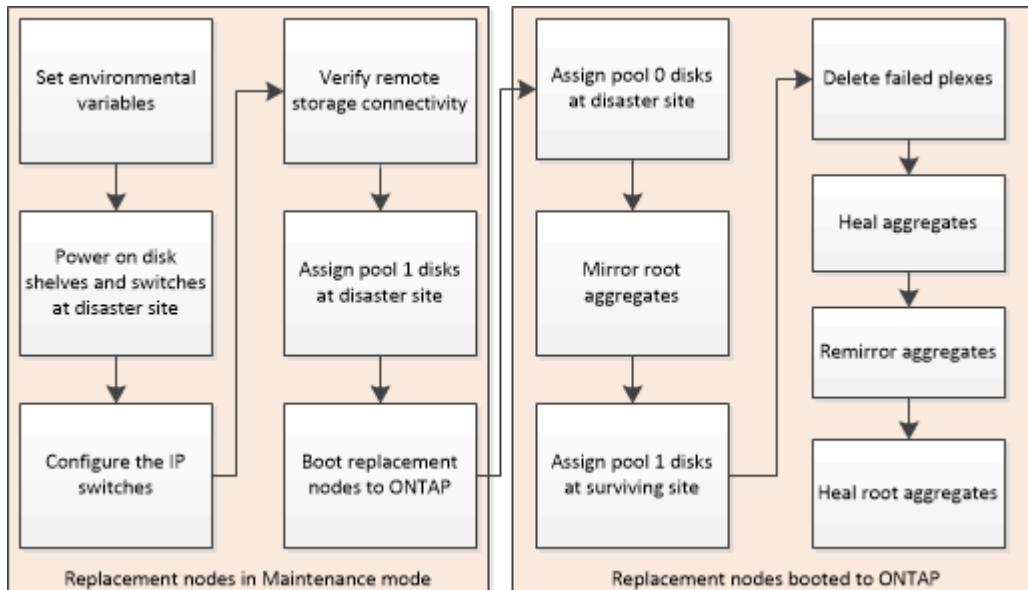 Set environmental
variables
Power on disk
shelves and switches
at disaster site
Configure the IP
switches
Verify remote
storage connectivity
Assign pool 1 disks
at disaster site
Boot replacement
nodes to ONTAP
Replacement nodes in Maintenance mode
Assign pool 0 disks
at disaster site
Mirror root
aggregates
Assign pool 1 disks
at surviving site
Delete failed plexes
Heal aggregates
Remirror aggregates
Heal root aggregates
Replacement nodes booted to ONTAP